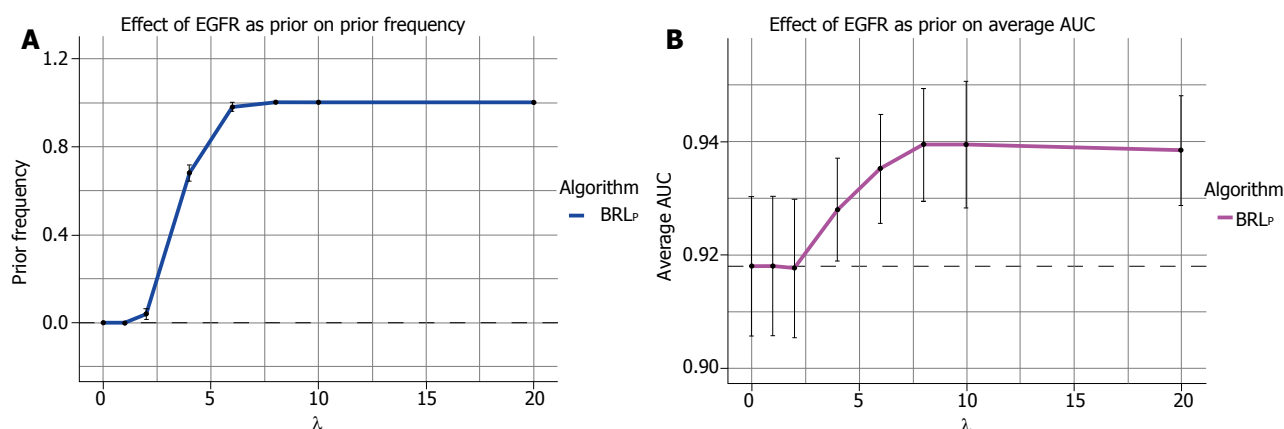 A
Effect of EGFR as prior on prior frequency
1.2
0.8
0.4
0.0
Prior frequency
0
5
10
15
20
λ
Algorithm
BRLP
B
Effect of EGFR as prior on average AUC
0.94
0.92
0.90
Average AUC
0
5
10
15
20
λ
Algorithm
BRLP